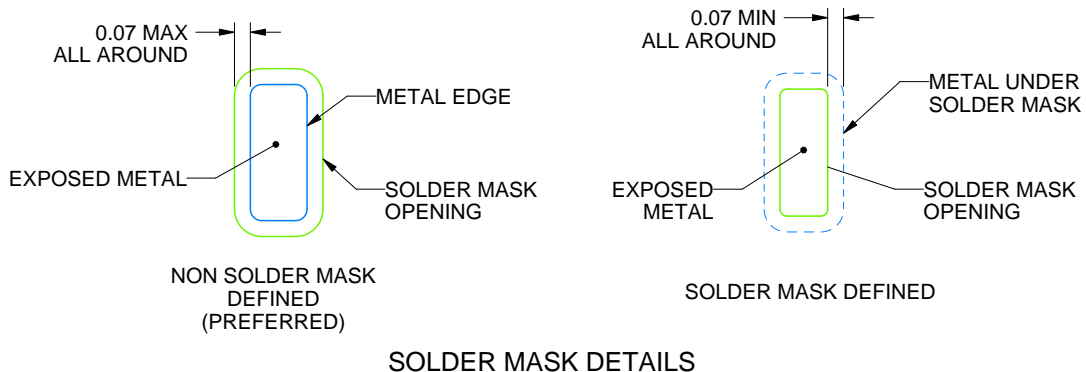 0.07 MAX
ALL AROUND
METAL EDGE
EXPOSED METAL
SOLDER MASK
OPENING
NON SOLDER MASK
DEFINED
(PREFERRED)
0.07 MIN
ALL AROUND
METAL UNDER
SOLDER MASK
EXPOSED
METAL
SOLDER MASK
OPENING
SOLDER MASK DEFINED
SOLDER MASK DETAILS